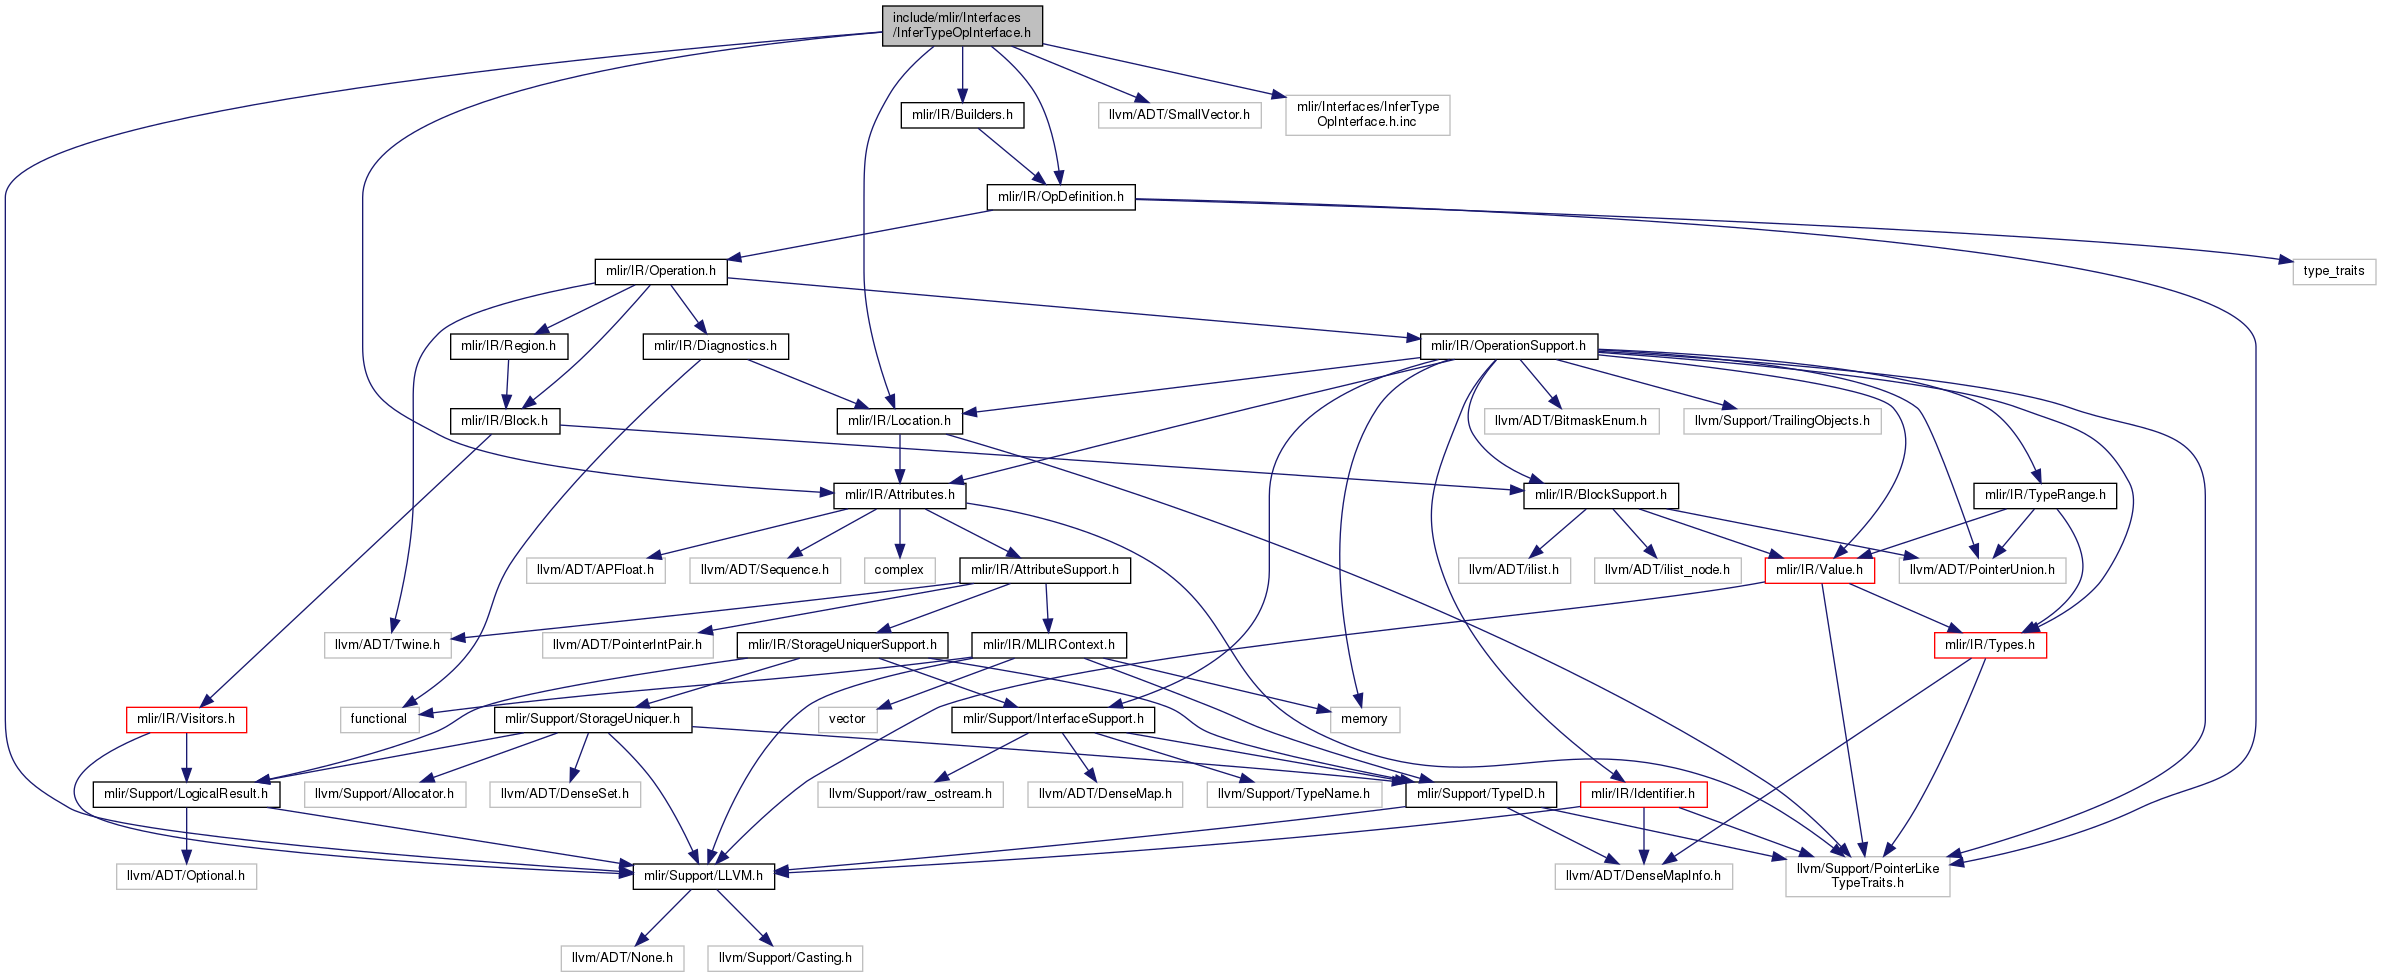 include/mlir/Interfaces
/InferTypeOpInterface.h
mlir/IR/Builders.h
llvm/ADT/SmallVector.h
mlir/Interfaces/InferType
OpInterface.h.inc
mlir/IR/OpDefinition.h
mlir/IR/Operation.h
type_traits
mlir/IR/Region.h
mlir/IR/Diagnostics.h
mlir/IR/OperationSupport.h
mlir/IR/Block.h
mlir/IR/Location.h
llvm/ADT/BitmaskEnum.h
llvm/Support/TrailingObjects.h
mlir/IR/Attributes.h
mlir/IR/BlockSupport.h
mlir/IR/TypeRange.h
llvm/ADT/APFloat.h
llvm/ADT/Sequence.h
complex
mlir/IR/AttributeSupport.h
llvm/ADT/ilist.h
llvm/ADT/ilist_node.h
mlir/IR/Value.h
llvm/ADT/PointerUnion.h
llvm/ADT/Twine.h
llvm/ADT/PointerIntPair.h
mlir/IR/StorageUniquerSupport.h
mlir/IR/MLIRContext.h
mlir/IR/Types.h
mlir/IR/Visitors.h
functional
mlir/Support/StorageUniquer.h
vector
mlir/Support/InterfaceSupport.h
memory
mlir/Support/LogicalResult.h
llvm/Support/Allocator.h
llvm/ADT/DenseSet.h
llvm/Support/raw_ostream.h
llvm/ADT/DenseMap.h
llvm/Support/TypeName.h
mlir/Support/TypeID.h
mlir/IR/Identifier.h
llvm/ADT/Optional.h
mlir/Support/LLVM.h
llvm/ADT/DenseMapInfo.h
llvm/Support/PointerLike
TypeTraits.h
llvm/ADT/None.h
llvm/Support/Casting.h